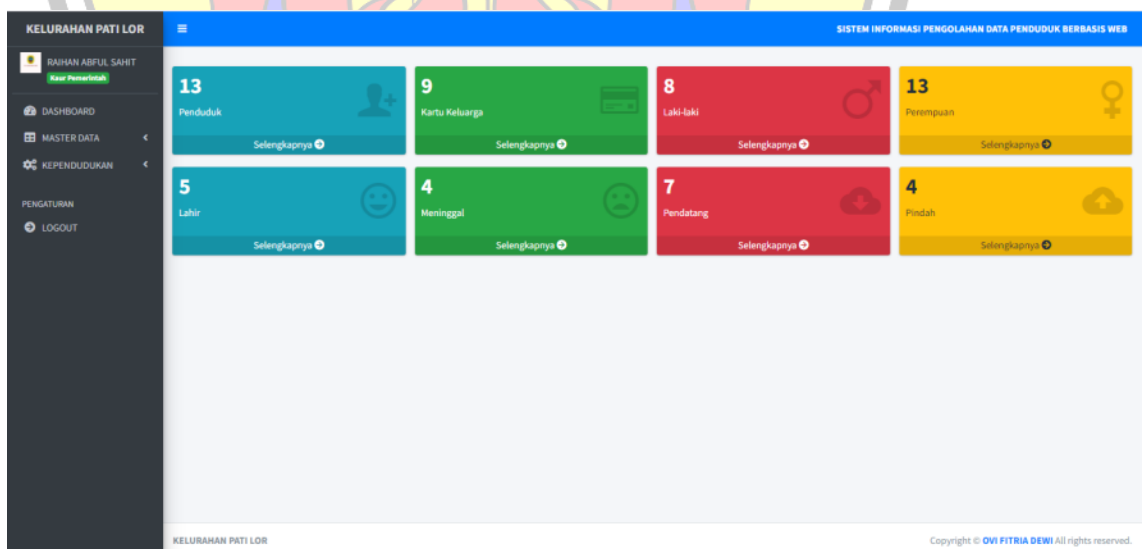 KELURAHAN PATI LOR
SISTEM INFORMASI PENGOLAHAN DATA PENDUDUK BERBASIS WEB
RAIHAN ABFUL SAHIT
Kaur Pemerintah
DASHBOARD
MASTER DATA
KEPENDUDUKAN
PENGATURAN
LOGOUT
13
Penduduk
Selengkapnya
9
Kartu Keluarga
Selengkapnya
8
Laki-laki
Selengkapnya
13
Perempuan
Selengkapnya
5
Lahir
Selengkapnya
4
Meninggal
Selengkapnya
7
Pendatang
Selengkapnya
4
Pindah
Selengkapnya
KELURAHAN PATI LOR
Copyright © OVI FITRIA DEWI All rights reserved.